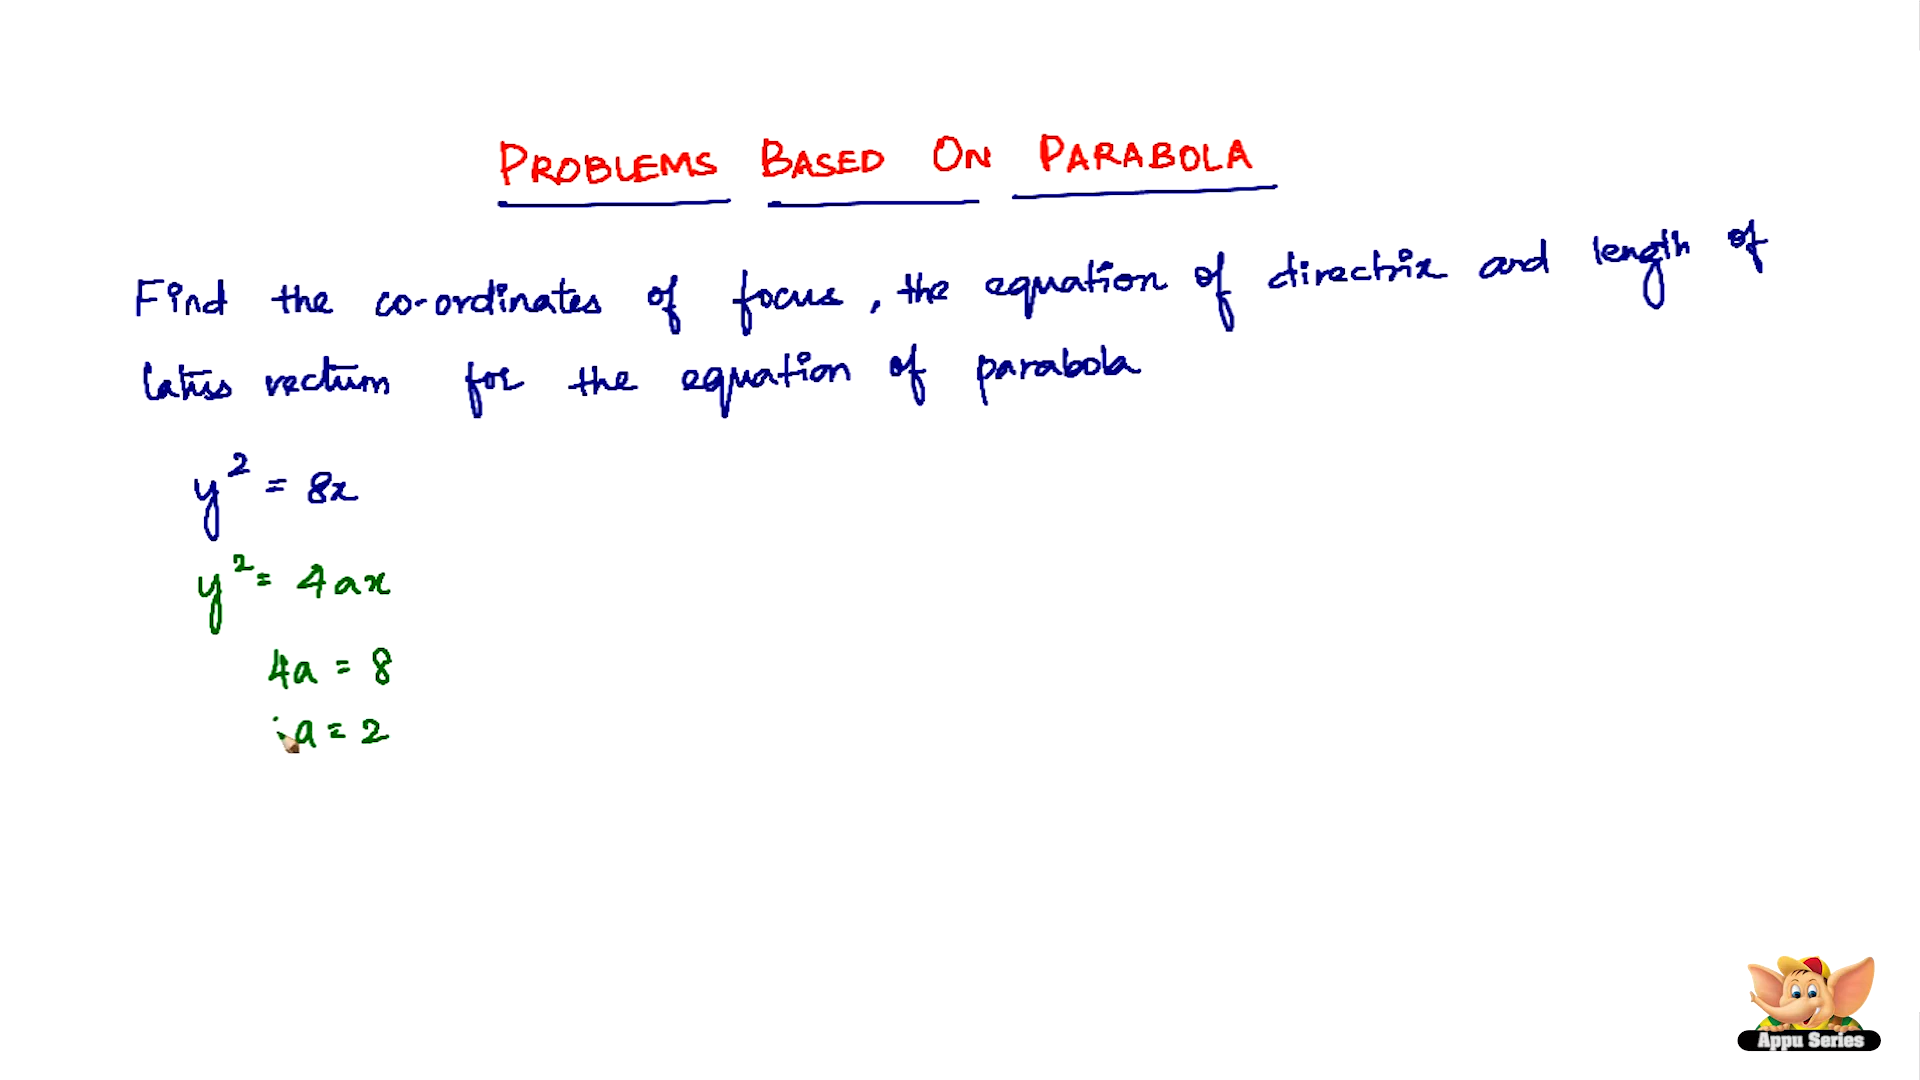 PROBLEMS BASED ON PARABOLA
Find the co-ordinates of focus, the equation of directrix and length of
latus rectum for the equation of parabola
y² = 8x
y² = 4ax
4a = 8
a = 2
Appu Series